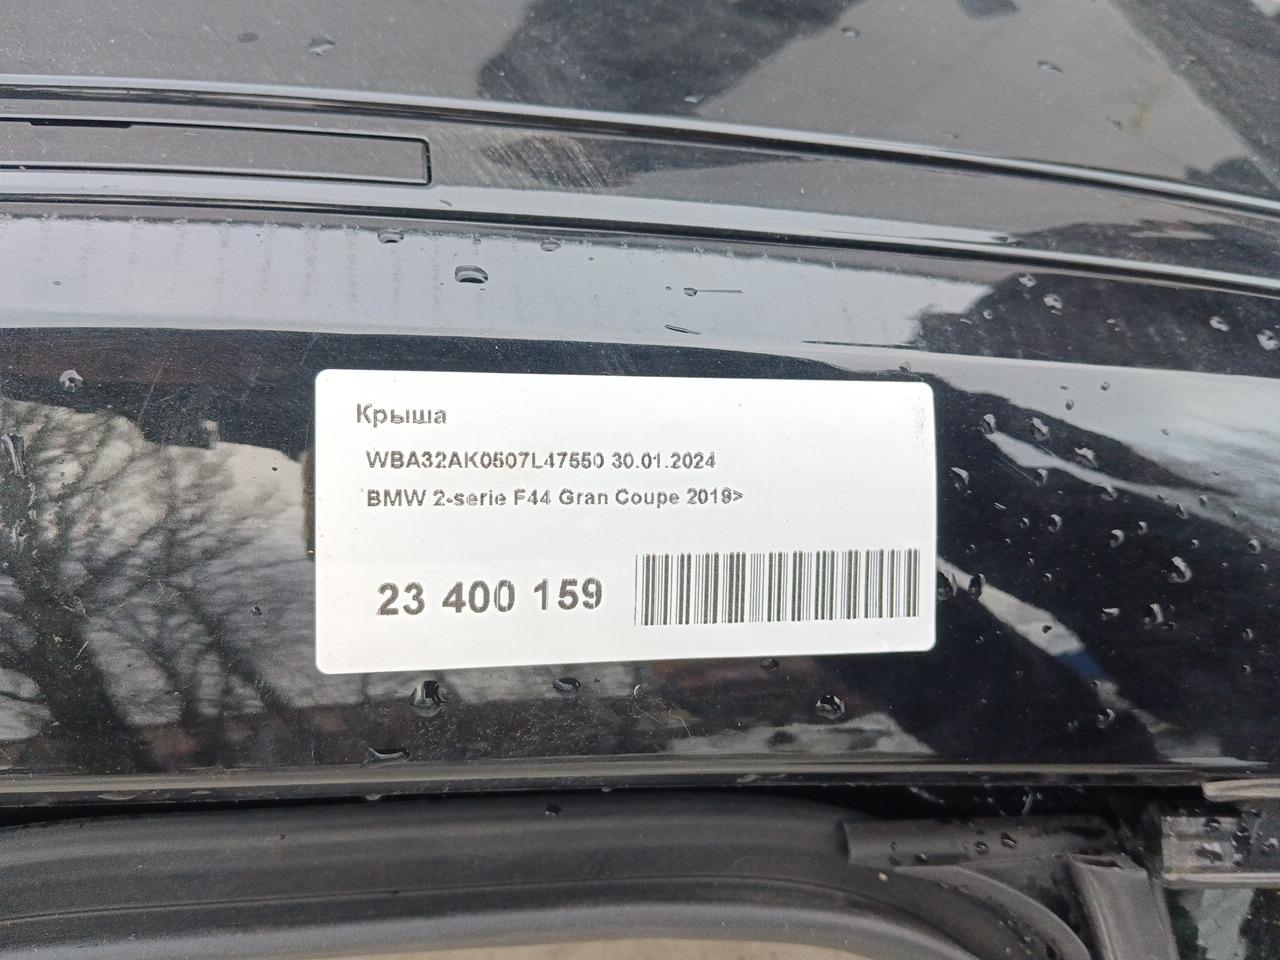 Крыша
WBA32AK0507L47550 30.01.2024
BMW 2-serie F44 Gran Coupe 2019>
23 400 159